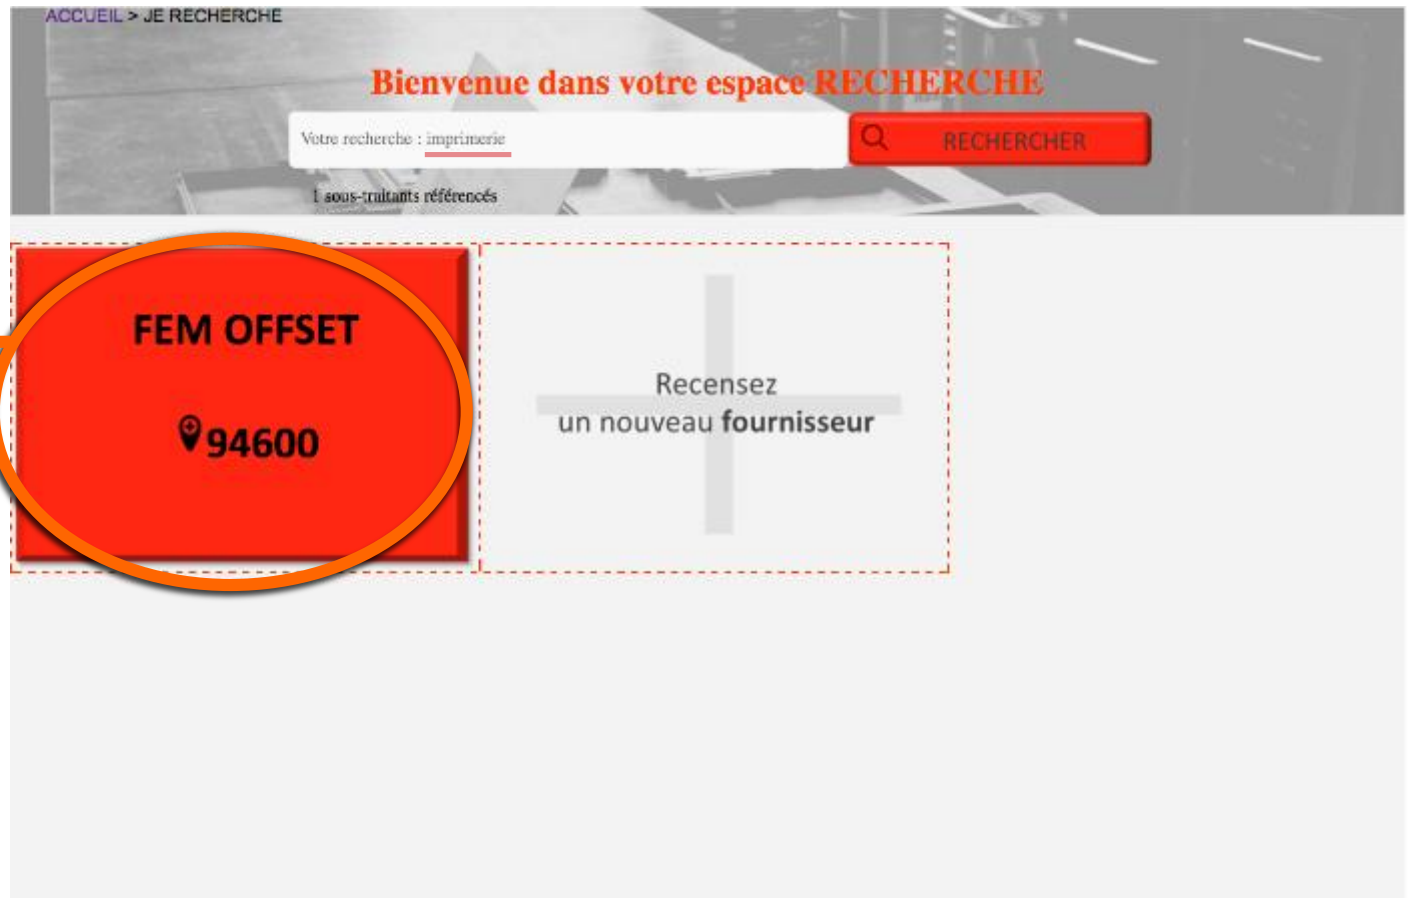 ACCUEIL > JE RECHERCHE
Bienvenue dans votre espace RECHERCHE
Votre recherche : imprimerie
RECHERCHER
1 sous-traitants référencés
FEM OFFSET
94600
Recensez
un nouveau fournisseur